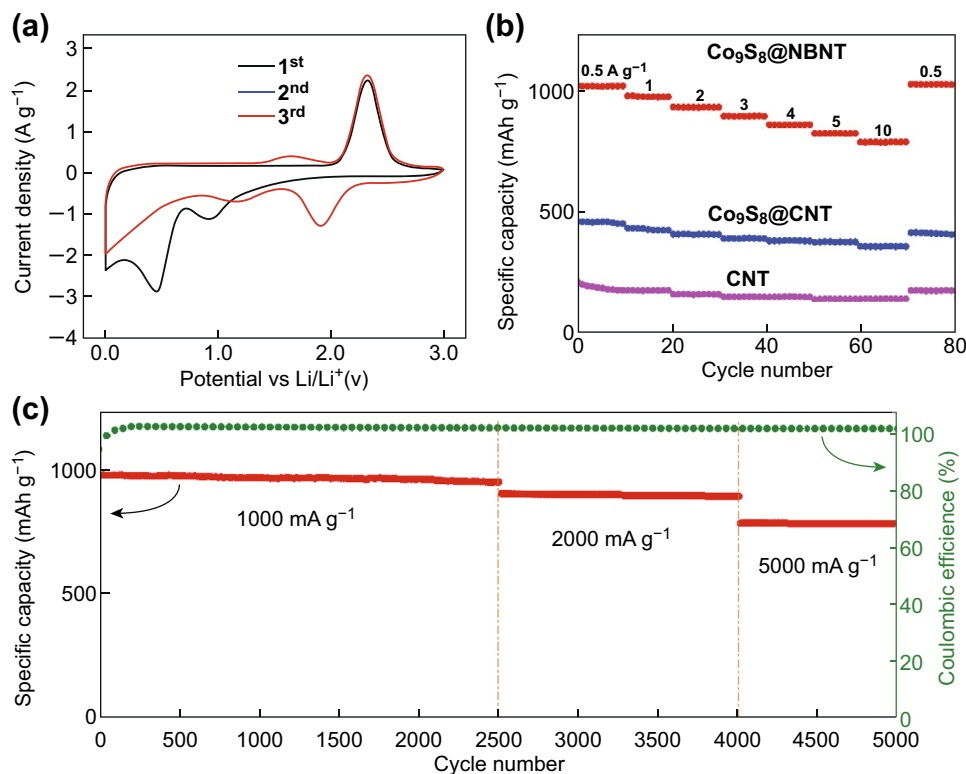 (a)
Current density (A g⁻¹)
4
3
2
1
0
−1
−2
−3
−4
1ˢᵗ
2ⁿᵈ
3ʳᵈ
0.0 1.0 2.0 3.0
Potential vs Li/Li⁺(v)
(b)
Specific capacity (mAh g⁻¹)
1000
500
0
Co₉S₈@NBNT
0.5 A g⁻¹ 1 2 3 4 5 10 0.5
Co₉S₈@CNT
CNT
0 20 40 60 80
Cycle number
(c)
Specific capacity (mAh g⁻¹)
1000
500
0
1000 mA g⁻¹
2000 mA g⁻¹
5000 mA g⁻¹
100
80
60
40
20
0
Coulombic efficience (%)
0 500 1000 1500 2000 2500 3000 3500 4000 4500 5000
Cycle number